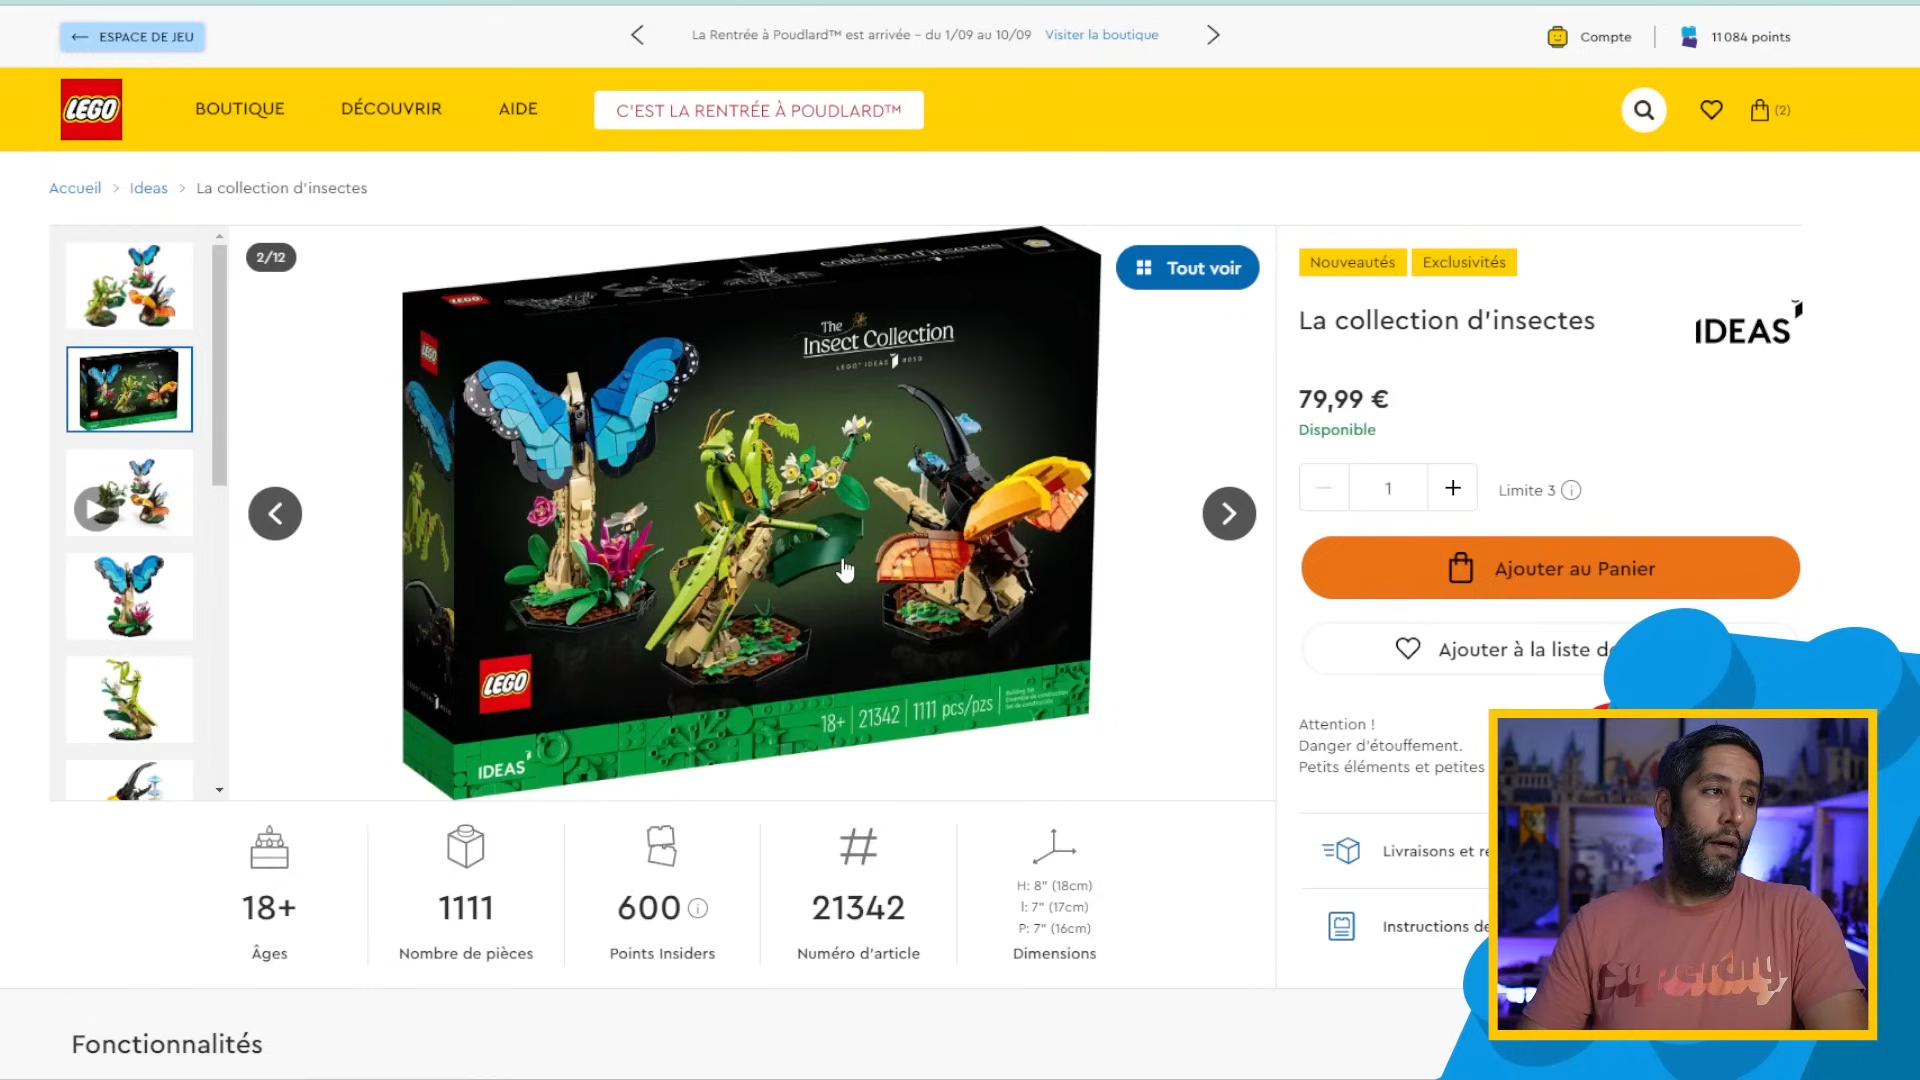 ESPACE DE JEU
La Rentrée à Poudlard™ est arrivée – du 1/09 au 10/09 Visiter la boutique
Compte
11 084 points
LEGO
BOUTIQUE
DÉCOUVRIR
AIDE
C'EST LA RENTRÉE À POUDLARD™
(2)
Accueil > Ideas > La collection d'insectes
2/12
Tout voir
LEGO
collection d'insectes
LEGO
The
Insect Collection
LEGO IDEAS
LEGO
18+ 21342 1111 pcs/pzs
IDEAS
Nouveautés
Exclusivités
La collection d'insectes
IDEAS
79,99 €
Disponible
1
Limite 3
Ajouter au Panier
Ajouter à la liste d
Attention !
Danger d'étouffement.
Petits éléments et petites
Livraisons et re
Instructions de
18+
Âges
1111
Nombre de pièces
600
Points Insiders
21342
Numéro d'article
H: 8" (18cm)
l: 7" (17cm)
P: 7" (16cm)
Dimensions
Fonctionnalités
superdry